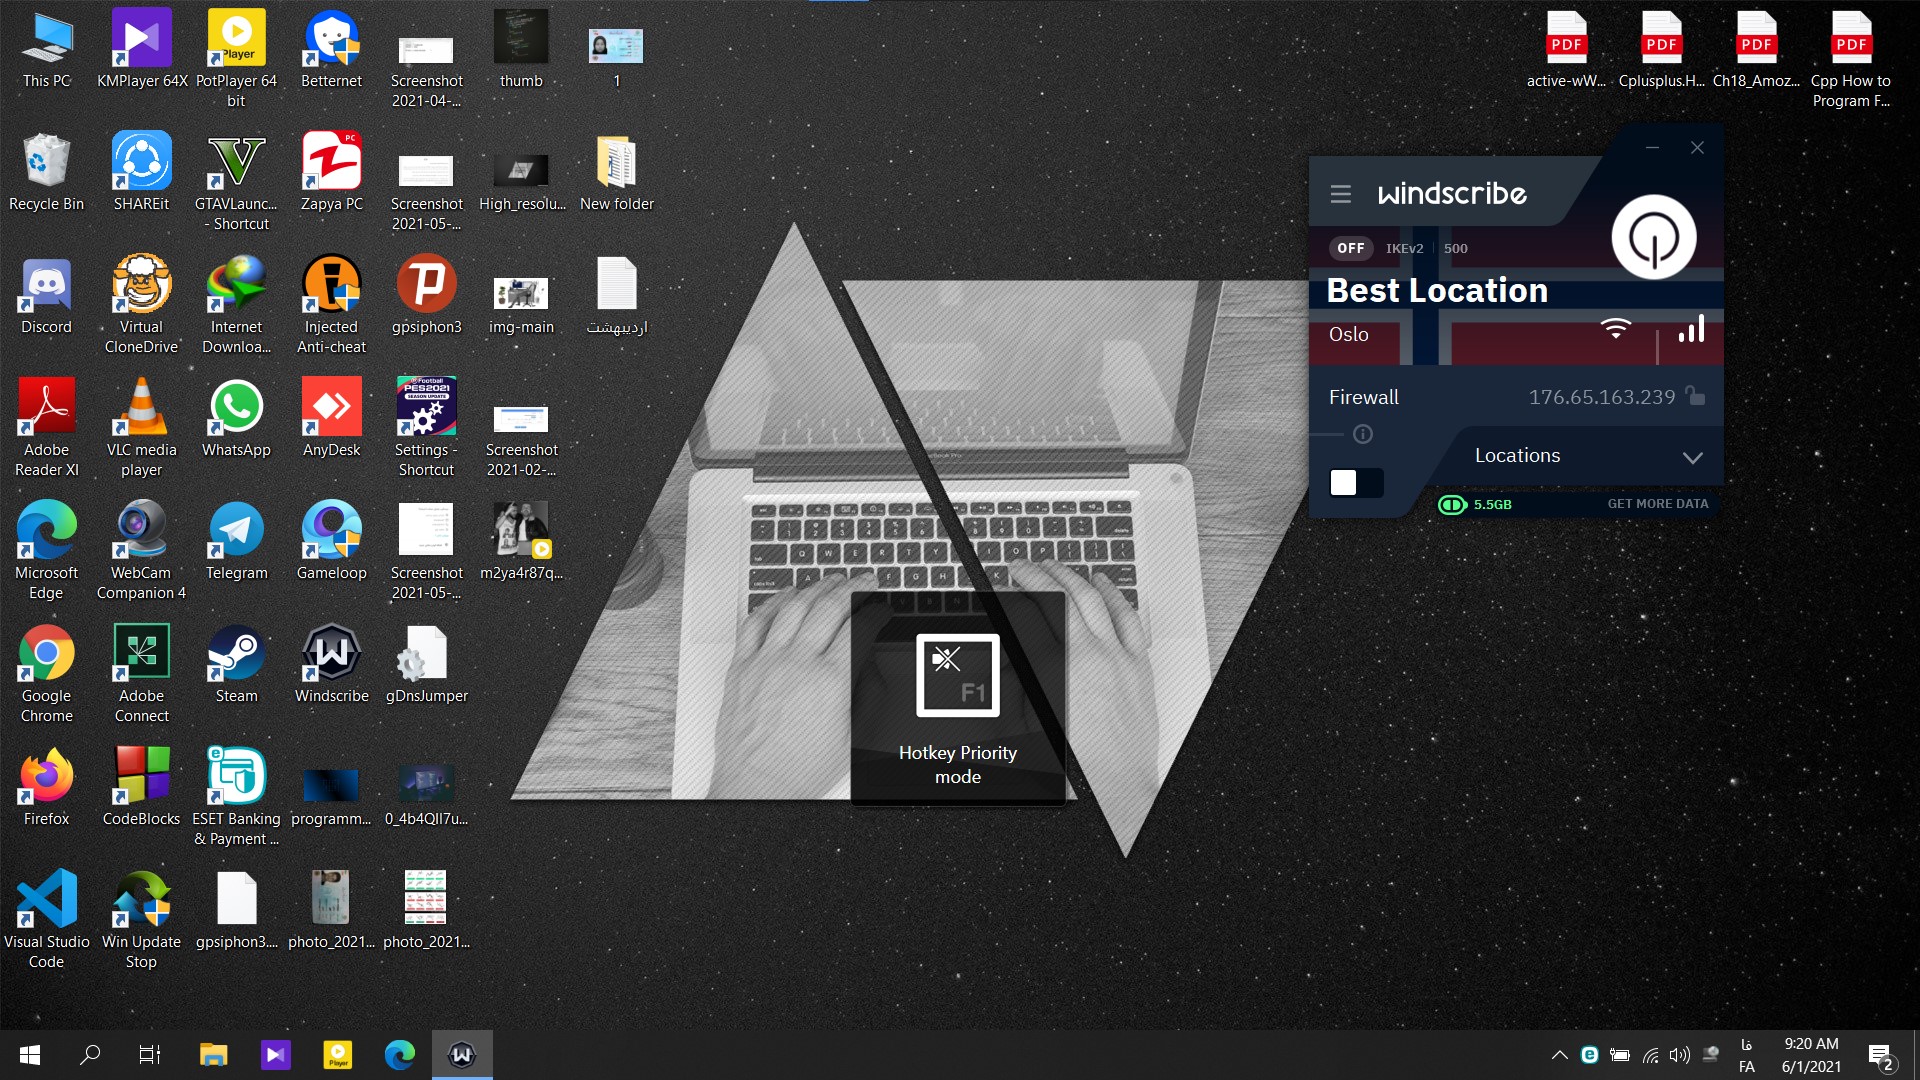 This PC
KMPlayer 64X
PotPlayer 64
bit
Betternet
Screenshot
2021-04-...
thumb
1
Recycle Bin
SHAREit
GTAVLaunc...
- Shortcut
Zapya PC
Screenshot
2021-05-...
High_resolu...
New folder
Discord
Virtual
CloneDrive
Internet
Downloa...
Injected
Anti-cheat
gpsiphon3
img-main
اردیبهشت
Adobe
Reader XI
VLC media
player
WhatsApp
AnyDesk
Settings -
Shortcut
Screenshot
2021-02-...
Microsoft
Edge
WebCam
Companion 4
Telegram
Gameloop
Screenshot
2021-05-...
m2ya4r87q...
Google
Chrome
Adobe
Connect
Steam
Windscribe
gDnsJumper
Firefox
CodeBlocks
ESET Banking
& Payment ...
programm...
0_4b4QII7u...
Visual Studio
Code
Win Update
Stop
gpsiphon3....
photo_2021...
photo_2021...
PDF
PDF
PDF
PDF
active-wW...
Cplusplus.H...
Ch18_Amoz...
Cpp How to
Program F...
windscribe
OFF IKEv2 500
Best Location
Oslo
Firewall 176.65.163.239
Locations
5.5GB GET MORE DATA
F1
Hotkey Priority
mode
فا
FA
9:20 AM
6/1/2021
2